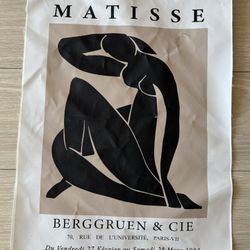 MATISSE
BERGGRUEN & CIE
70, RUE DE L'UNIVERSITÉ, PARIS-VII
Du Vendredi 27 Février au Samedi 28 Mars